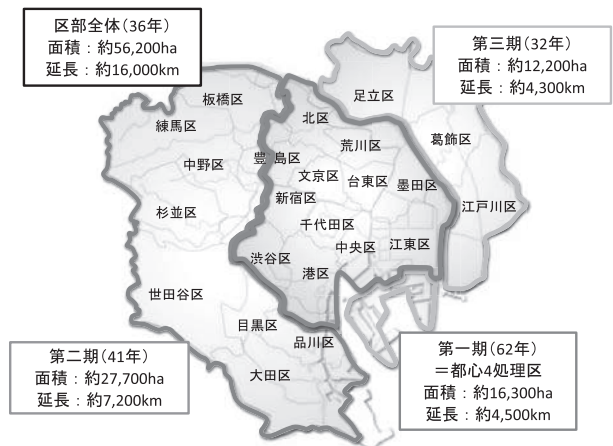 区部全体(36年)
面積：約56,200ha
延長：約16,000km
第三期(32年)
面積：約12,200ha
延長：約4,300km
足立区
板橋区
北区
練馬区
荒川区
葛飾区
豊島区
中野区
文京区
台東区
墨田区
新宿区
杉並区
江戸川区
千代田区
中央区
江東区
渋谷区
港区
世田谷区
目黒区
品川区
大田区
第二期(41年)
面積：約27,700ha
延長：約7,200km
第一期(62年)
＝都心4処理区
面積：約16,300ha
延長：約4,500km